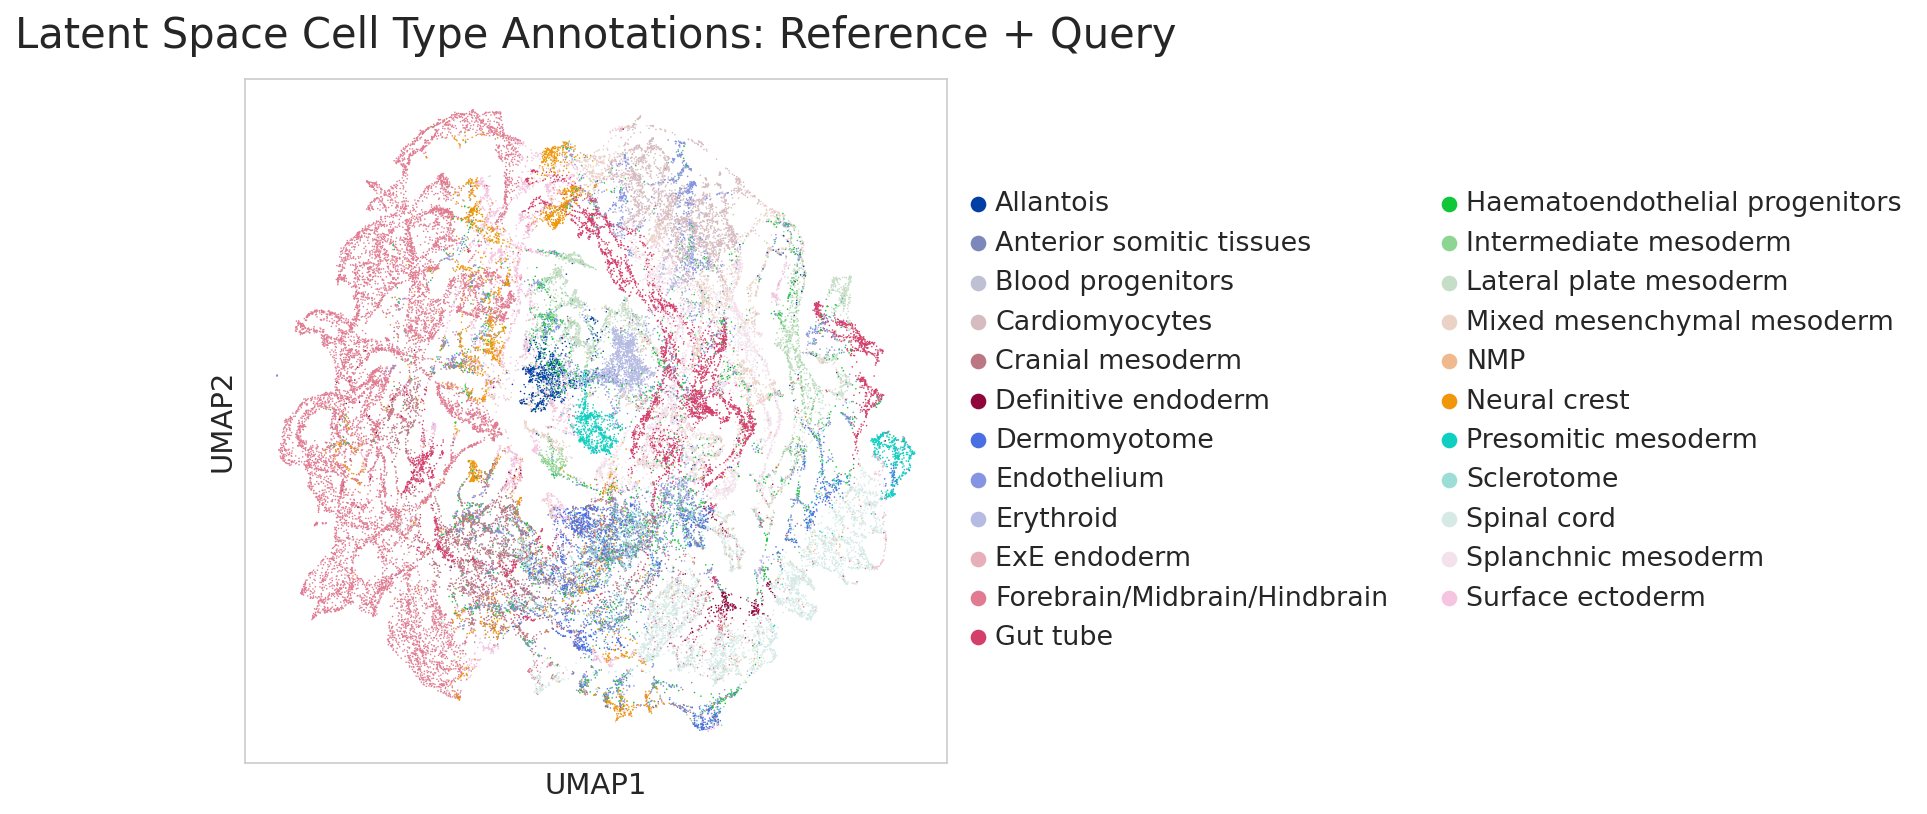 Latent Space Cell Type Annotations: Reference + Query
UMAP2
UMAP1
Allantois
Anterior somitic tissues
Blood progenitors
Cardiomyocytes
Cranial mesoderm
Definitive endoderm
Dermomyotome
Endothelium
Erythroid
ExE endoderm
Forebrain/Midbrain/Hindbrain
Gut tube
Haematoendothelial progenitors
Intermediate mesoderm
Lateral plate mesoderm
Mixed mesenchymal mesoderm
NMP
Neural crest
Presomitic mesoderm
Sclerotome
Spinal cord
Splanchnic mesoderm
Surface ectoderm